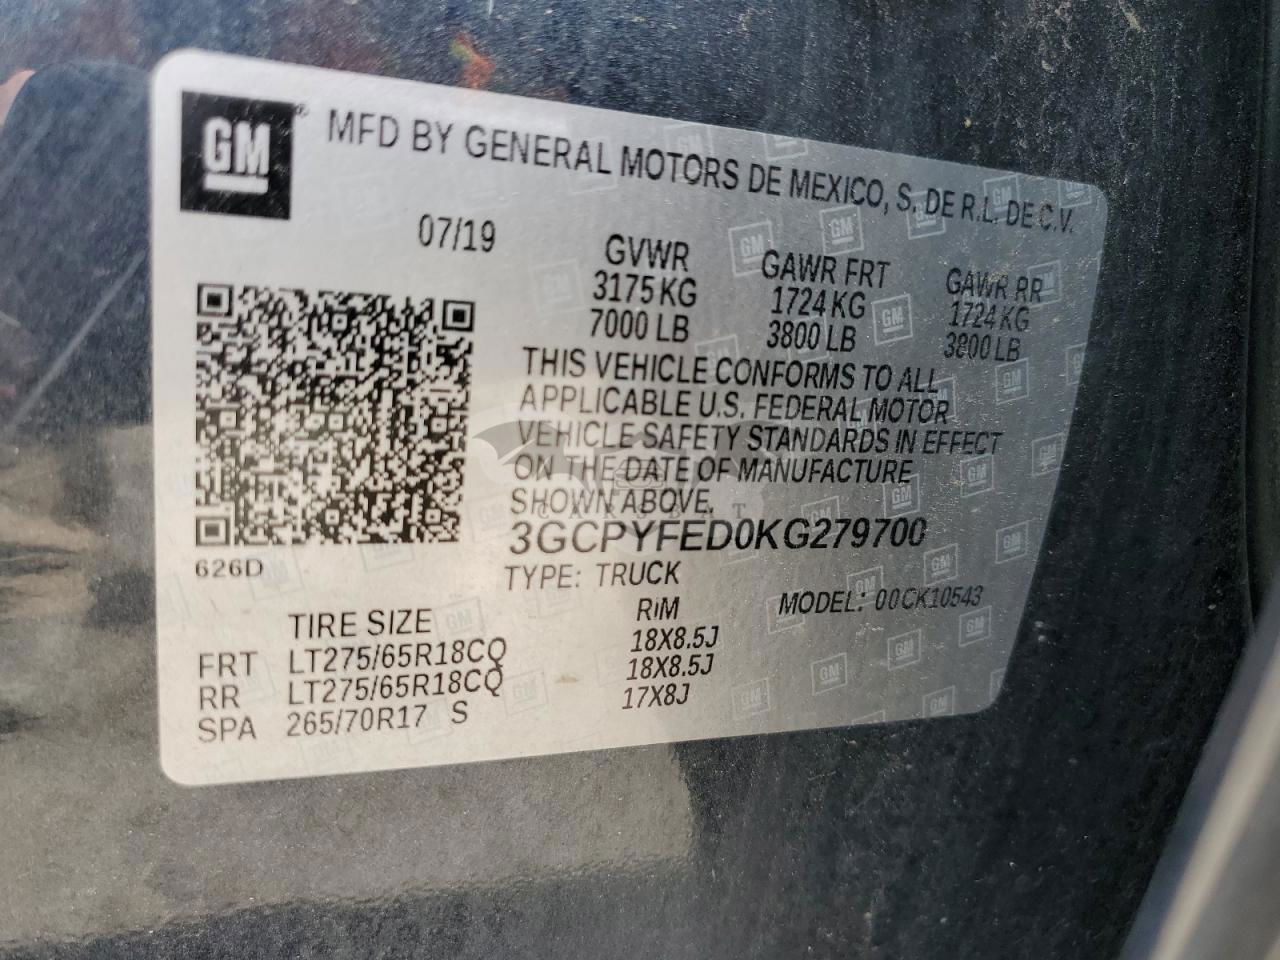 GM
MFD BY GENERAL MOTORS DE MEXICO, S. DE R.L. DE C.V.
07/19
GVWR GAWR FRT GAWR RR
3175 KG 1724 KG 1724 KG
7000 LB 3800 LB 3800 LB
THIS VEHICLE CONFORMS TO ALL
APPLICABLE U.S. FEDERAL MOTOR
VEHICLE SAFETY STANDARDS IN EFFECT
ON THE DATE OF MANUFACTURE
SHOWN ABOVE.
3GCPYFED0KG279700
626D
TYPE: TRUCK MODEL: 00CK10543
TIRE SIZE RIM
FRT LT275/65R18CQ 18X8.5J
RR LT275/65R18CQ 18X8.5J
SPA 265/70R17 S 17X8J